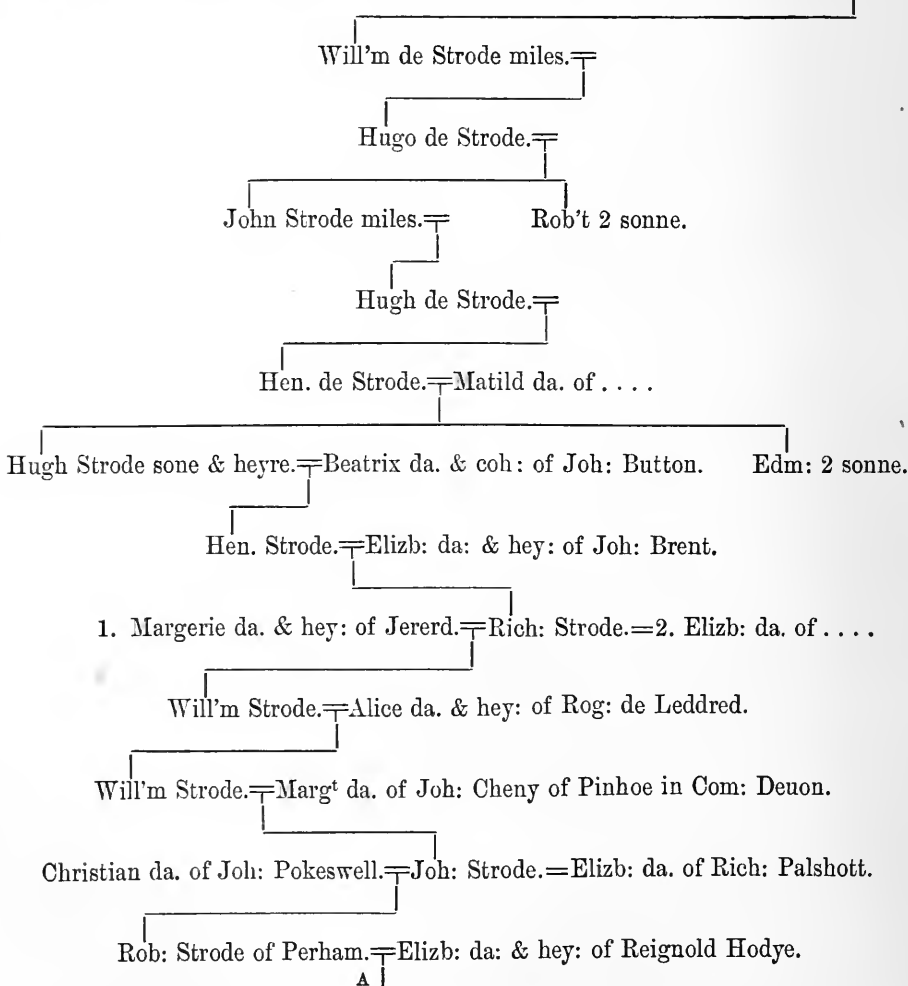 Will'm de Strode miles.
Hugo de Strode.
John Strode miles. Rob't 2 sonne.
Hugh de Strode.
Hen. de Strode.=Matild da. of . . . .
Hugh Strode sone & heyre.=Beatrix da. & coh: of Joh: Button. Edm: 2 sonne.
Hen. Strode.=Elizb: da: & hey: of Joh: Brent.
1. Margerie da. & hey: of Jererd.=Rich: Strode.=2. Elizb: da. of . . . .
Will'm Strode.=Alice da. & hey: of Rog: de Leddred.
Will'm Strode.=Margt da. of Joh: Cheny of Pinhoe in Com: Deuon.
Christian da. of Joh: Pokeswell.=Joh: Strode.=Elizb: da. of Rich: Palshott.
Rob: Strode of Perham.=Elizb: da: & hey: of Reignold Hodye.
A